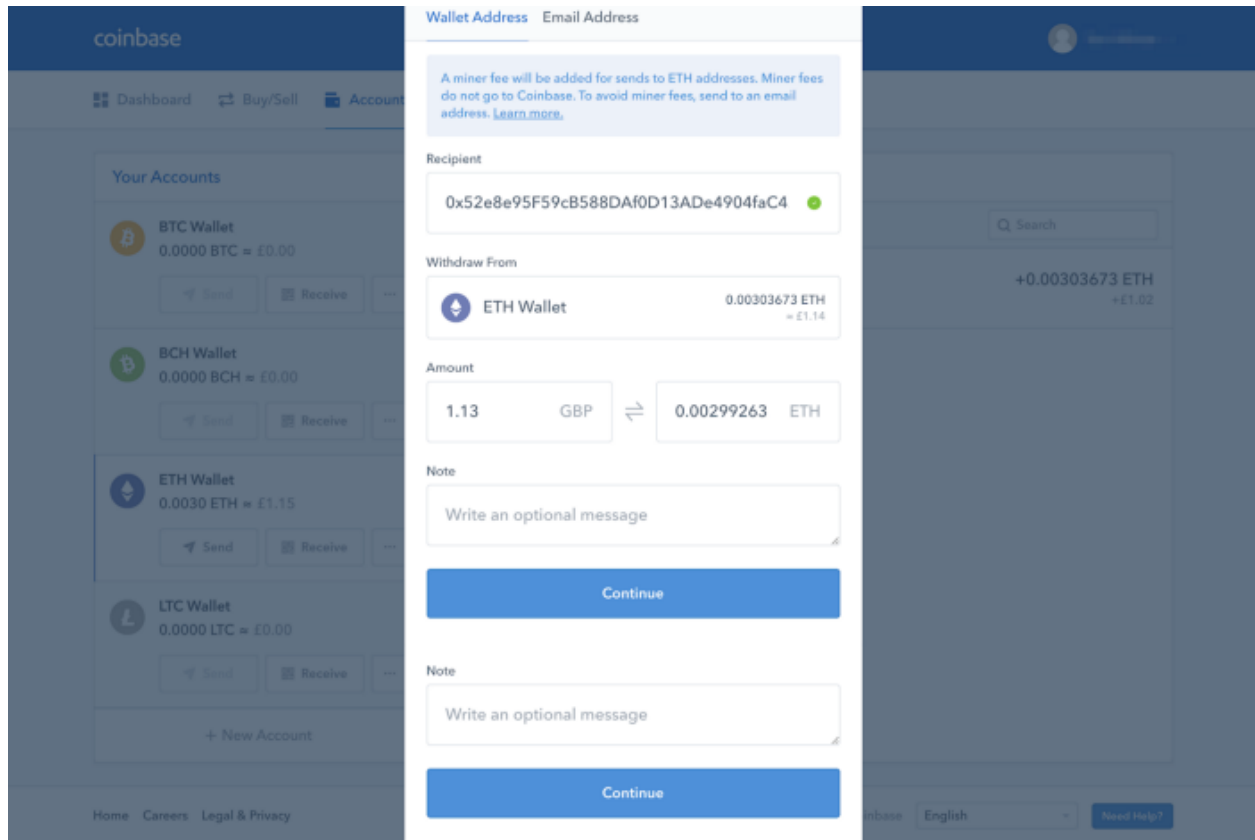 coinbase
Dashboard
Buy/Sell
Account
Your Accounts
BTC Wallet
0.0000 BTC ≈ £0.00
Send
Receive
BCH Wallet
0.0000 BCH ≈ £0.00
Send
Receive
ETH Wallet
0.0030 ETH ≈ £1.15
Send
Receive
LTC Wallet
0.0000 LTC ≈ £0.00
Send
Receive
+ New Account
Wallet Address Email Address
A miner fee will be added for sends to ETH addresses. Miner fees
do not go to Coinbase. To avoid miner fees, send to an email
address. Learn more.
Recipient
0x52e8e95F59cB588DAf0D13ADe4904faC4
Withdraw From
ETH Wallet
0.00303673 ETH
≈ £1.14
Amount
1.13 GBP
0.00299263 ETH
Note
Write an optional message
Continue
Note
Write an optional message
Continue
Search
+0.00303673 ETH
+£1.02
Home Careers Legal & Privacy
inbase
English
Need Help?